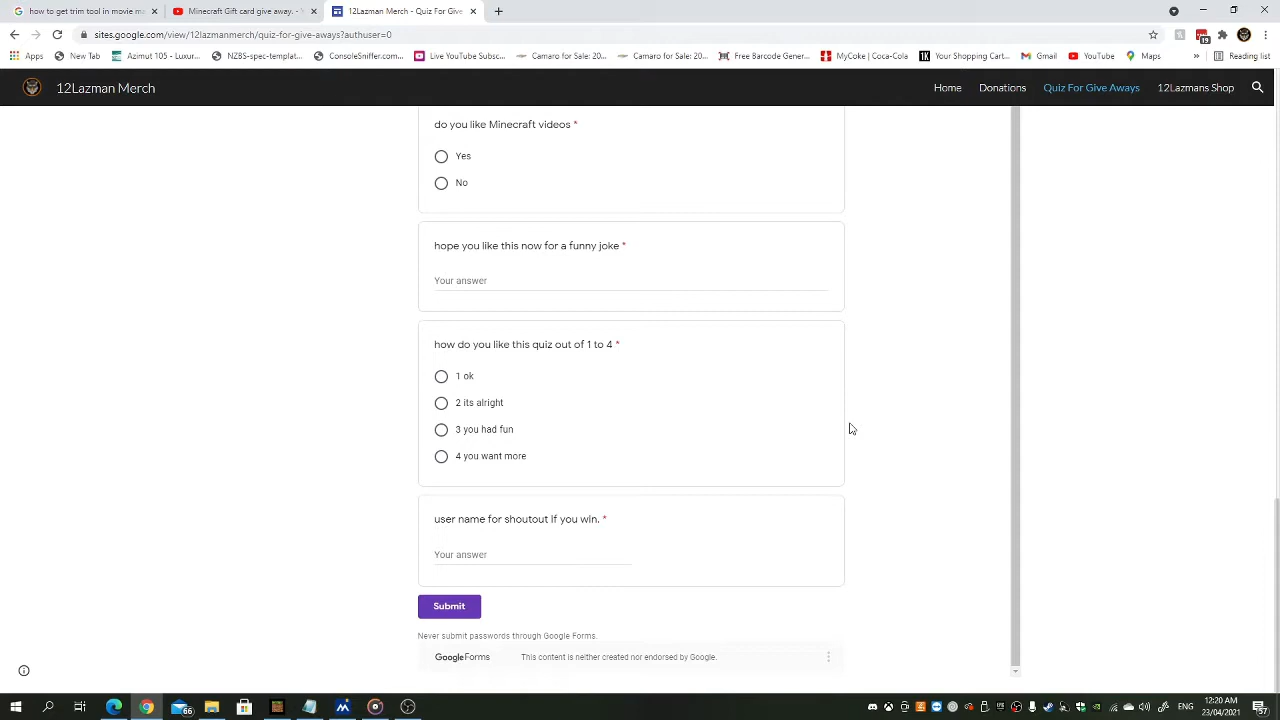 how to get trim tool in movie m
Minecraft Gift card give away. -
12Lazman Merch - Quiz For Give
sites.google.com/view/12lazmanmerch/quiz-for-give-aways?authuser=0
19
Apps
New Tab
Azimut 105 - Luxur...
NZBS-spec-templat...
ConsoleSniffer.com...
Live YouTube Subsc...
Camaro for Sale: 20...
Camaro for Sale: 20...
Free Barcode Gener...
MyCoke | Coca-Cola
Your Shopping Cart...
Gmail
YouTube
Maps
»
Reading list
12Lazman Merch
Home
Donations
Quiz For Give Aways
12Lazmans Shop
do you like Minecraft videos *
Yes
No
hope you like this now for a funny joke *
Your answer
how do you like this quiz out of 1 to 4 *
1 ok
2 its alright
3 you had fun
4 you want more
user name for shoutout if you win. *
Your answer
Submit
Never submit passwords through Google Forms.
Google Forms
This content is neither created nor endorsed by Google.
66
ENG
12:20 AM
23/04/2021